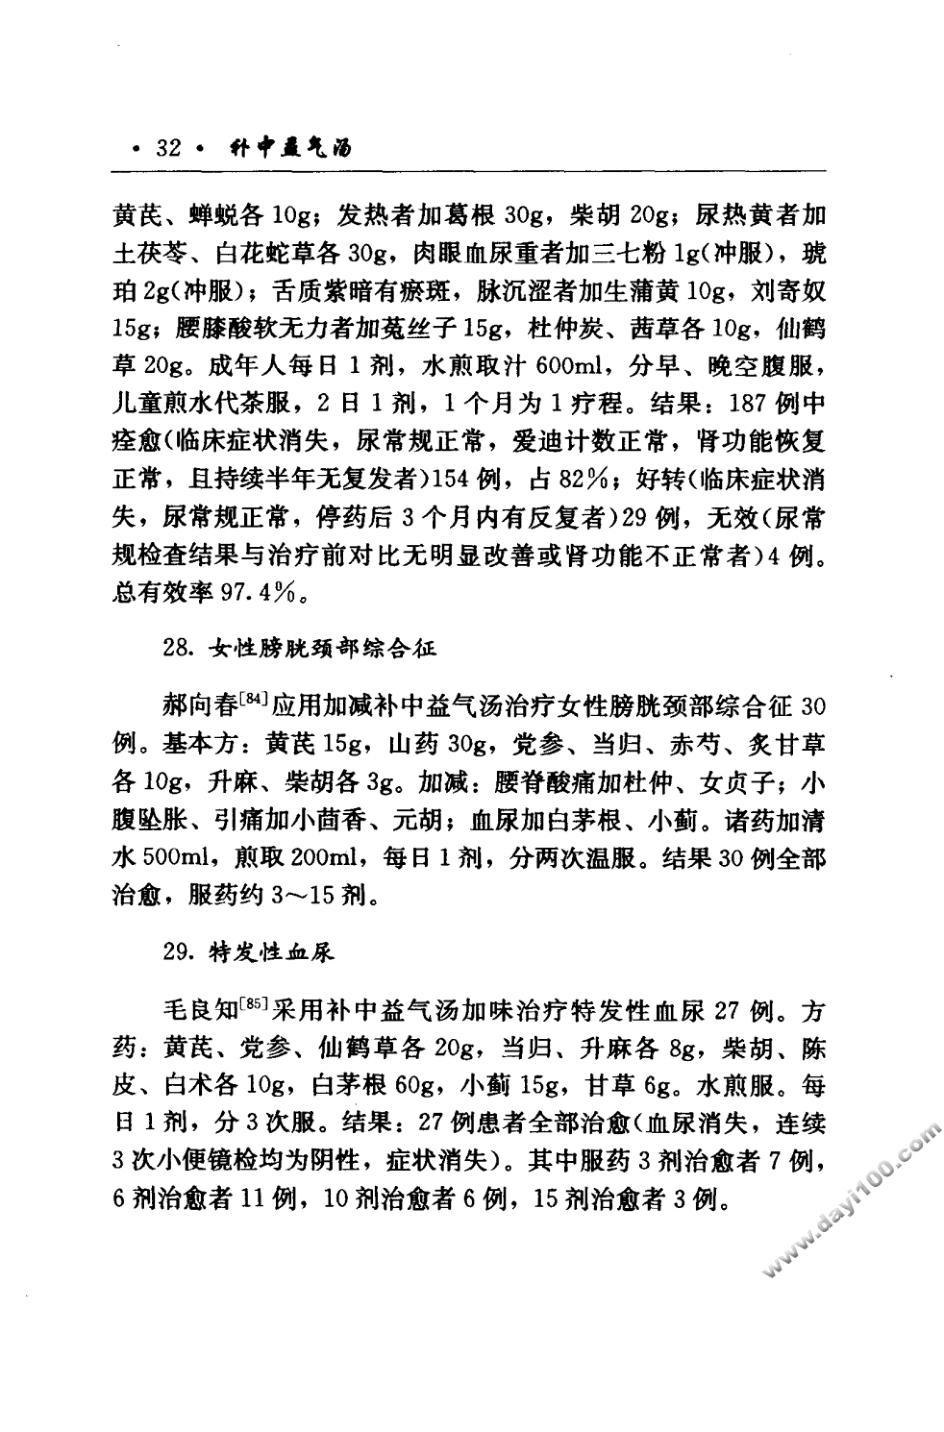 · 32 · 补中益气汤
黄芪、蝉蜕各 10g；发热者加葛根 30g，柴胡 20g；尿热黄者加
土茯苓、白花蛇草各 30g，肉眼血尿重者加三七粉 1g(冲服)，琥
珀 2g(冲服)；舌质紫暗有瘀斑，脉沉涩者加生蒲黄 10g，刘寄奴
15g；腰膝酸软无力者加菟丝子 15g，杜仲炭、茜草各 10g，仙鹤
草 20g。成年人每日 1 剂，水煎取汁 600ml，分早、晚空腹服，
儿童煎水代茶服，2 日 1 剂，1 个月为 1 疗程。结果：187 例中
痊愈(临床症状消失，尿常规正常，爱迪计数正常，肾功能恢复
正常，且持续半年无复发者)154 例，占 82%；好转(临床症状消
失，尿常规正常，停药后 3 个月内有反复者)29 例，无效(尿常
规检查结果与治疗前对比无明显改善或肾功能不正常者)4 例。
总有效率 97.4%。
28. 女性膀胱颈部综合征
郝向春[84]应用加减补中益气汤治疗女性膀胱颈部综合征 30
例。基本方：黄芪 15g，山药 30g，党参、当归、赤芍、炙甘草
各 10g，升麻、柴胡各 3g。加减：腰脊酸痛加杜仲、女贞子；小
腹坠胀、引痛加小茴香、元胡；血尿加白茅根、小蓟。诸药加清
水 500ml，煎取 200ml，每日 1 剂，分两次温服。结果 30 例全部
治愈，服药约 3～15 剂。
29. 特发性血尿
毛良知[85]采用补中益气汤加味治疗特发性血尿 27 例。方
药：黄芪、党参、仙鹤草各 20g，当归、升麻各 8g，柴胡、陈
皮、白术各 10g，白茅根 60g，小蓟 15g，甘草 6g。水煎服。每
日 1 剂，分 3 次服。结果：27 例患者全部治愈(血尿消失，连续
3 次小便镜检均为阴性，症状消失)。其中服药 3 剂治愈者 7 例，
6 剂治愈者 11 例，10 剂治愈者 6 例，15 剂治愈者 3 例。
www.dayi100.com